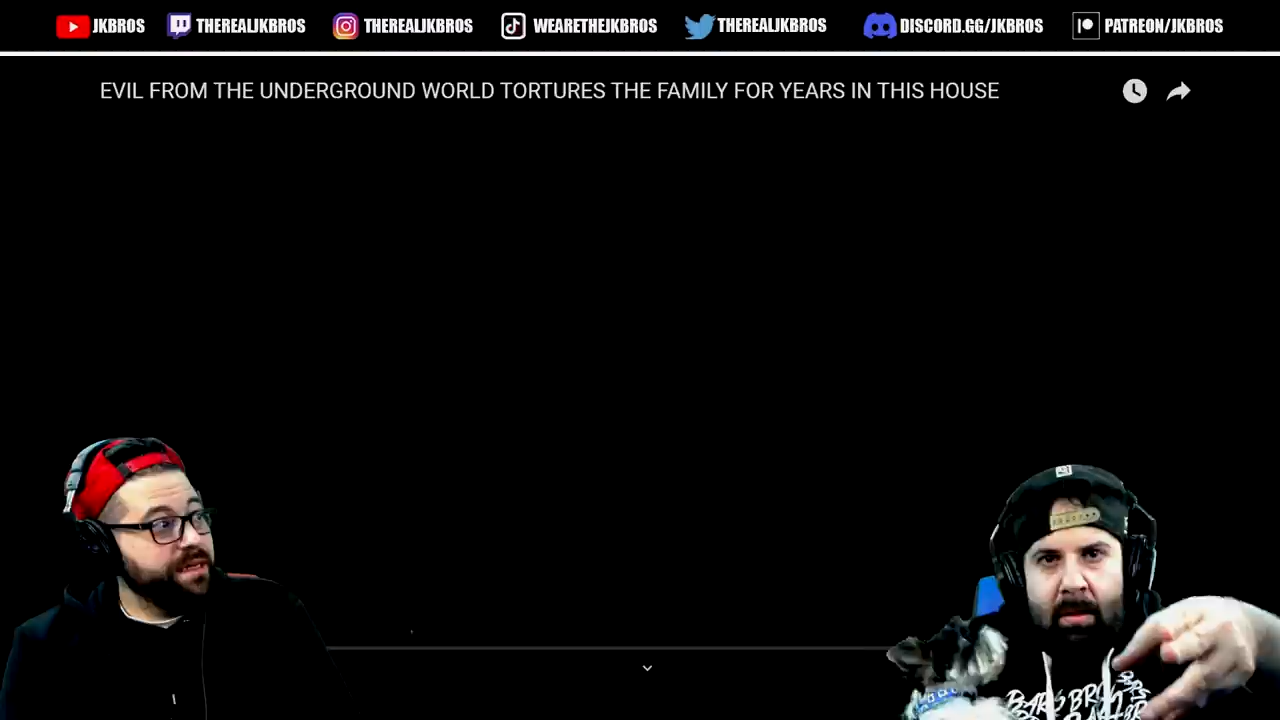 JKBROS THEREALJKBROS THEREALJKBROS WEARETHEJKBROS THEREALJKBROS DISCORD.GG/JKBROS PATREON/JKBROS
EVIL FROM THE UNDERGROUND WORLD TORTURES THE FAMILY FOR YEARS IN THIS HOUSE